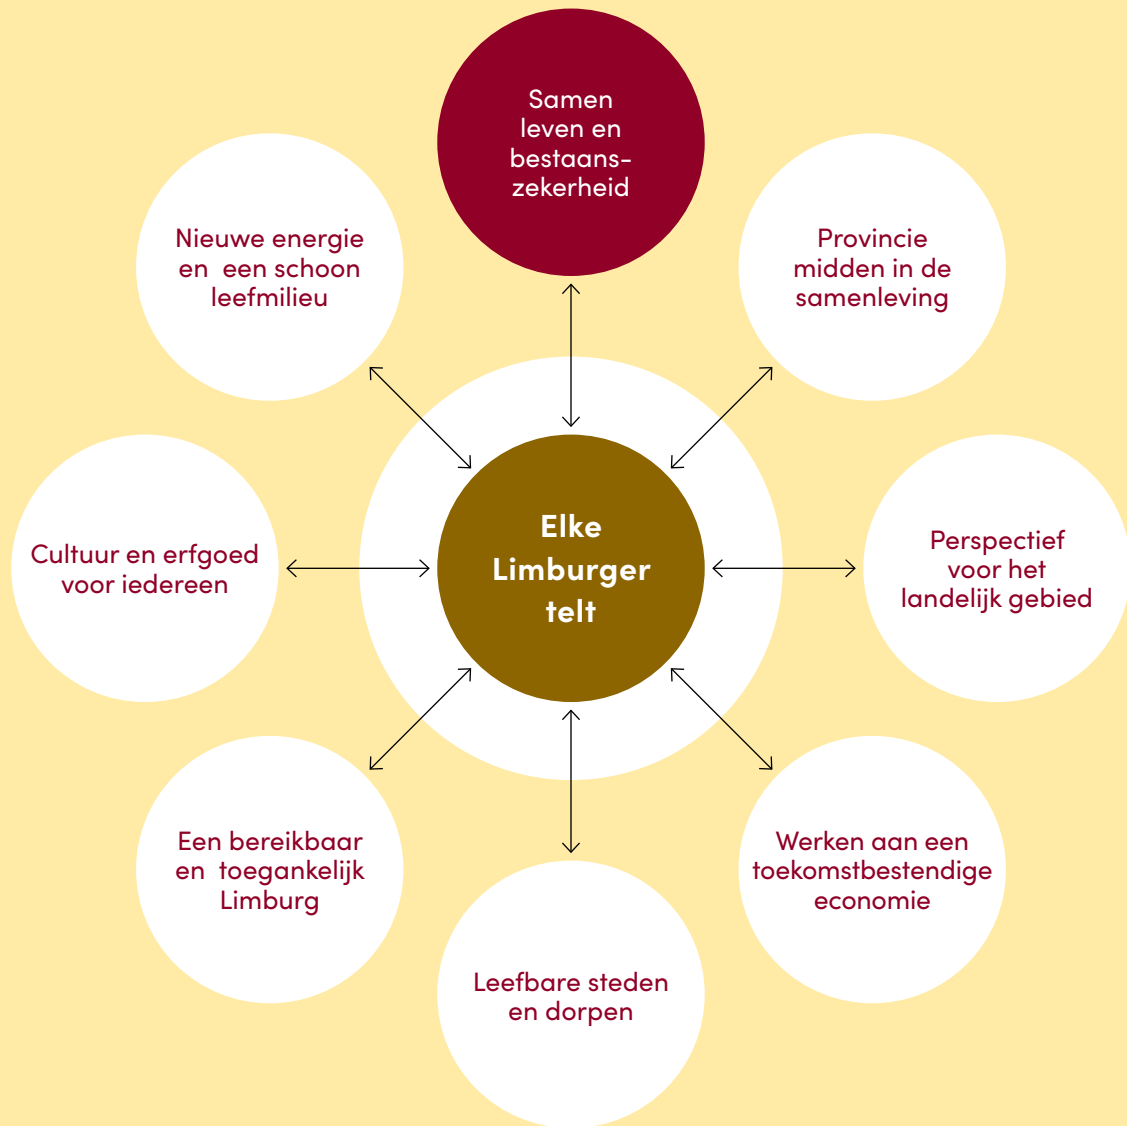 Samen
leven en
bestaans-
zekerheid
Nieuwe energie
en een schoon
leefmilieu
Provincie
midden in de
samenleving
Elke
Limburger
telt
Cultuur en erfgoed
voor iedereen
Perspectief
voor het
landelijk gebied
Een bereikbaar
en toegankelijk
Limburg
Werken aan een
toekomstbestendige
economie
Leefbare steden
en dorpen